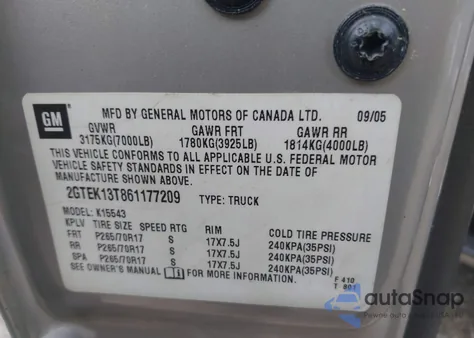 GM
MFD BY GENERAL MOTORS OF CANADA LTD. 09/05
GVWR GAWR FRT GAWR RR
3175KG(7000LB) 1780KG(3925LB) 1814KG(4000LB)
THIS VEHICLE CONFORMS TO ALL APPLICABLE U.S. FEDERAL MOTOR
VEHICLE SAFETY STANDARDS IN EFFECT ON THE DATE OF
MANUFACTURE SHOWN ABOVE.
2GTEK13T861177209 TYPE: TRUCK
MODEL: K15543
KPLV TIRE SIZE SPEED RTG RIM COLD TIRE PRESSURE
FRT P265/70R17 S 17X7.5J 240KPA(35PSI)
RR P265/70R17 S 17X7.5J 240KPA(35PSI)
SPA P265/70R17 S 17X7.5J 240KPA(35PSI)
SEE OWNER'S MANUAL FOR MORE INFORMATION. F 410
autoSnap